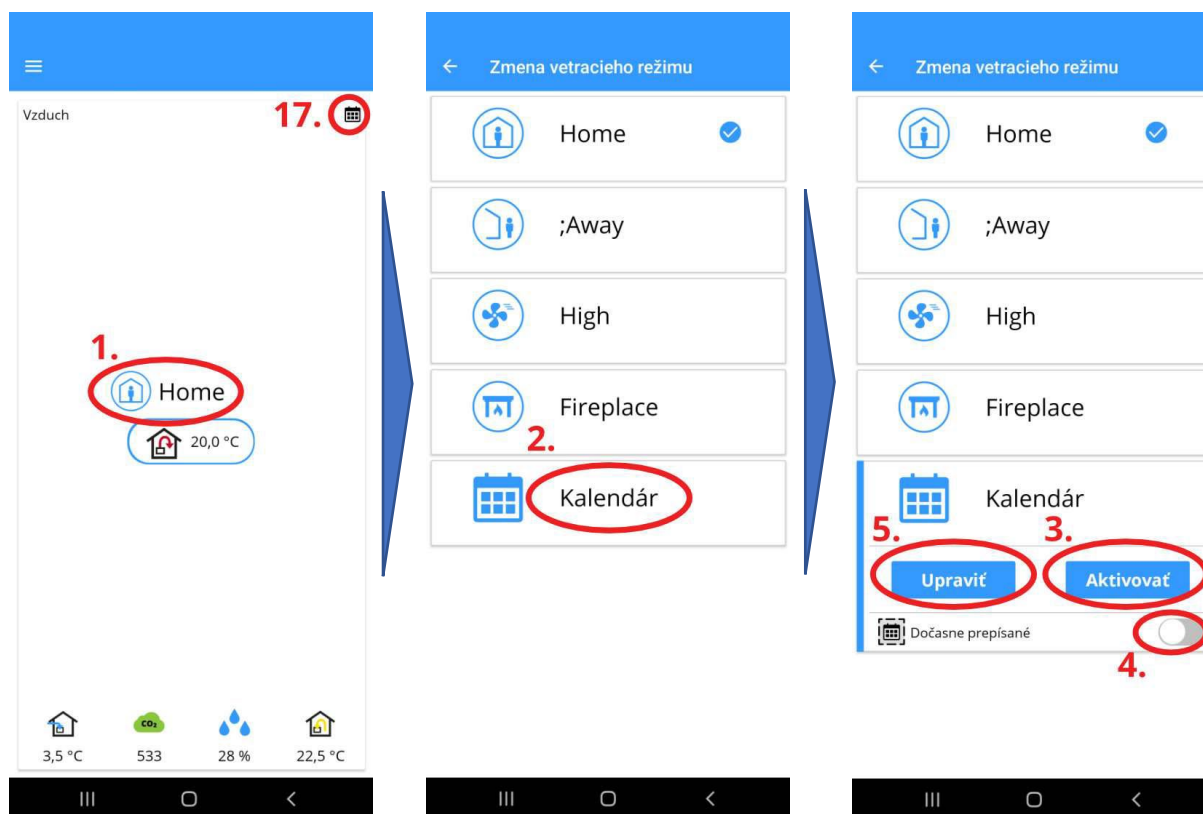 Vzduch
17.
1.
Home
20,0 °C
3,5 °C
CO₂
533
28 %
22,5 °C
Zmena vetracieho režimu
Home
;Away
High
Fireplace
2.
Kalendár
Zmena vetracieho režimu
Home
;Away
High
Fireplace
Kalendár
5.
3.
Upraviť
Aktivovať
Dočasne prepísané
4.